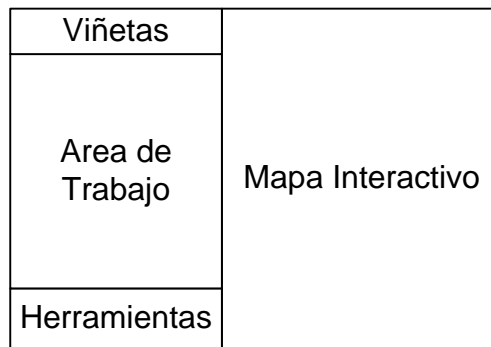 Viñetas
Area de
Trabajo
Mapa Interactivo
Herramientas